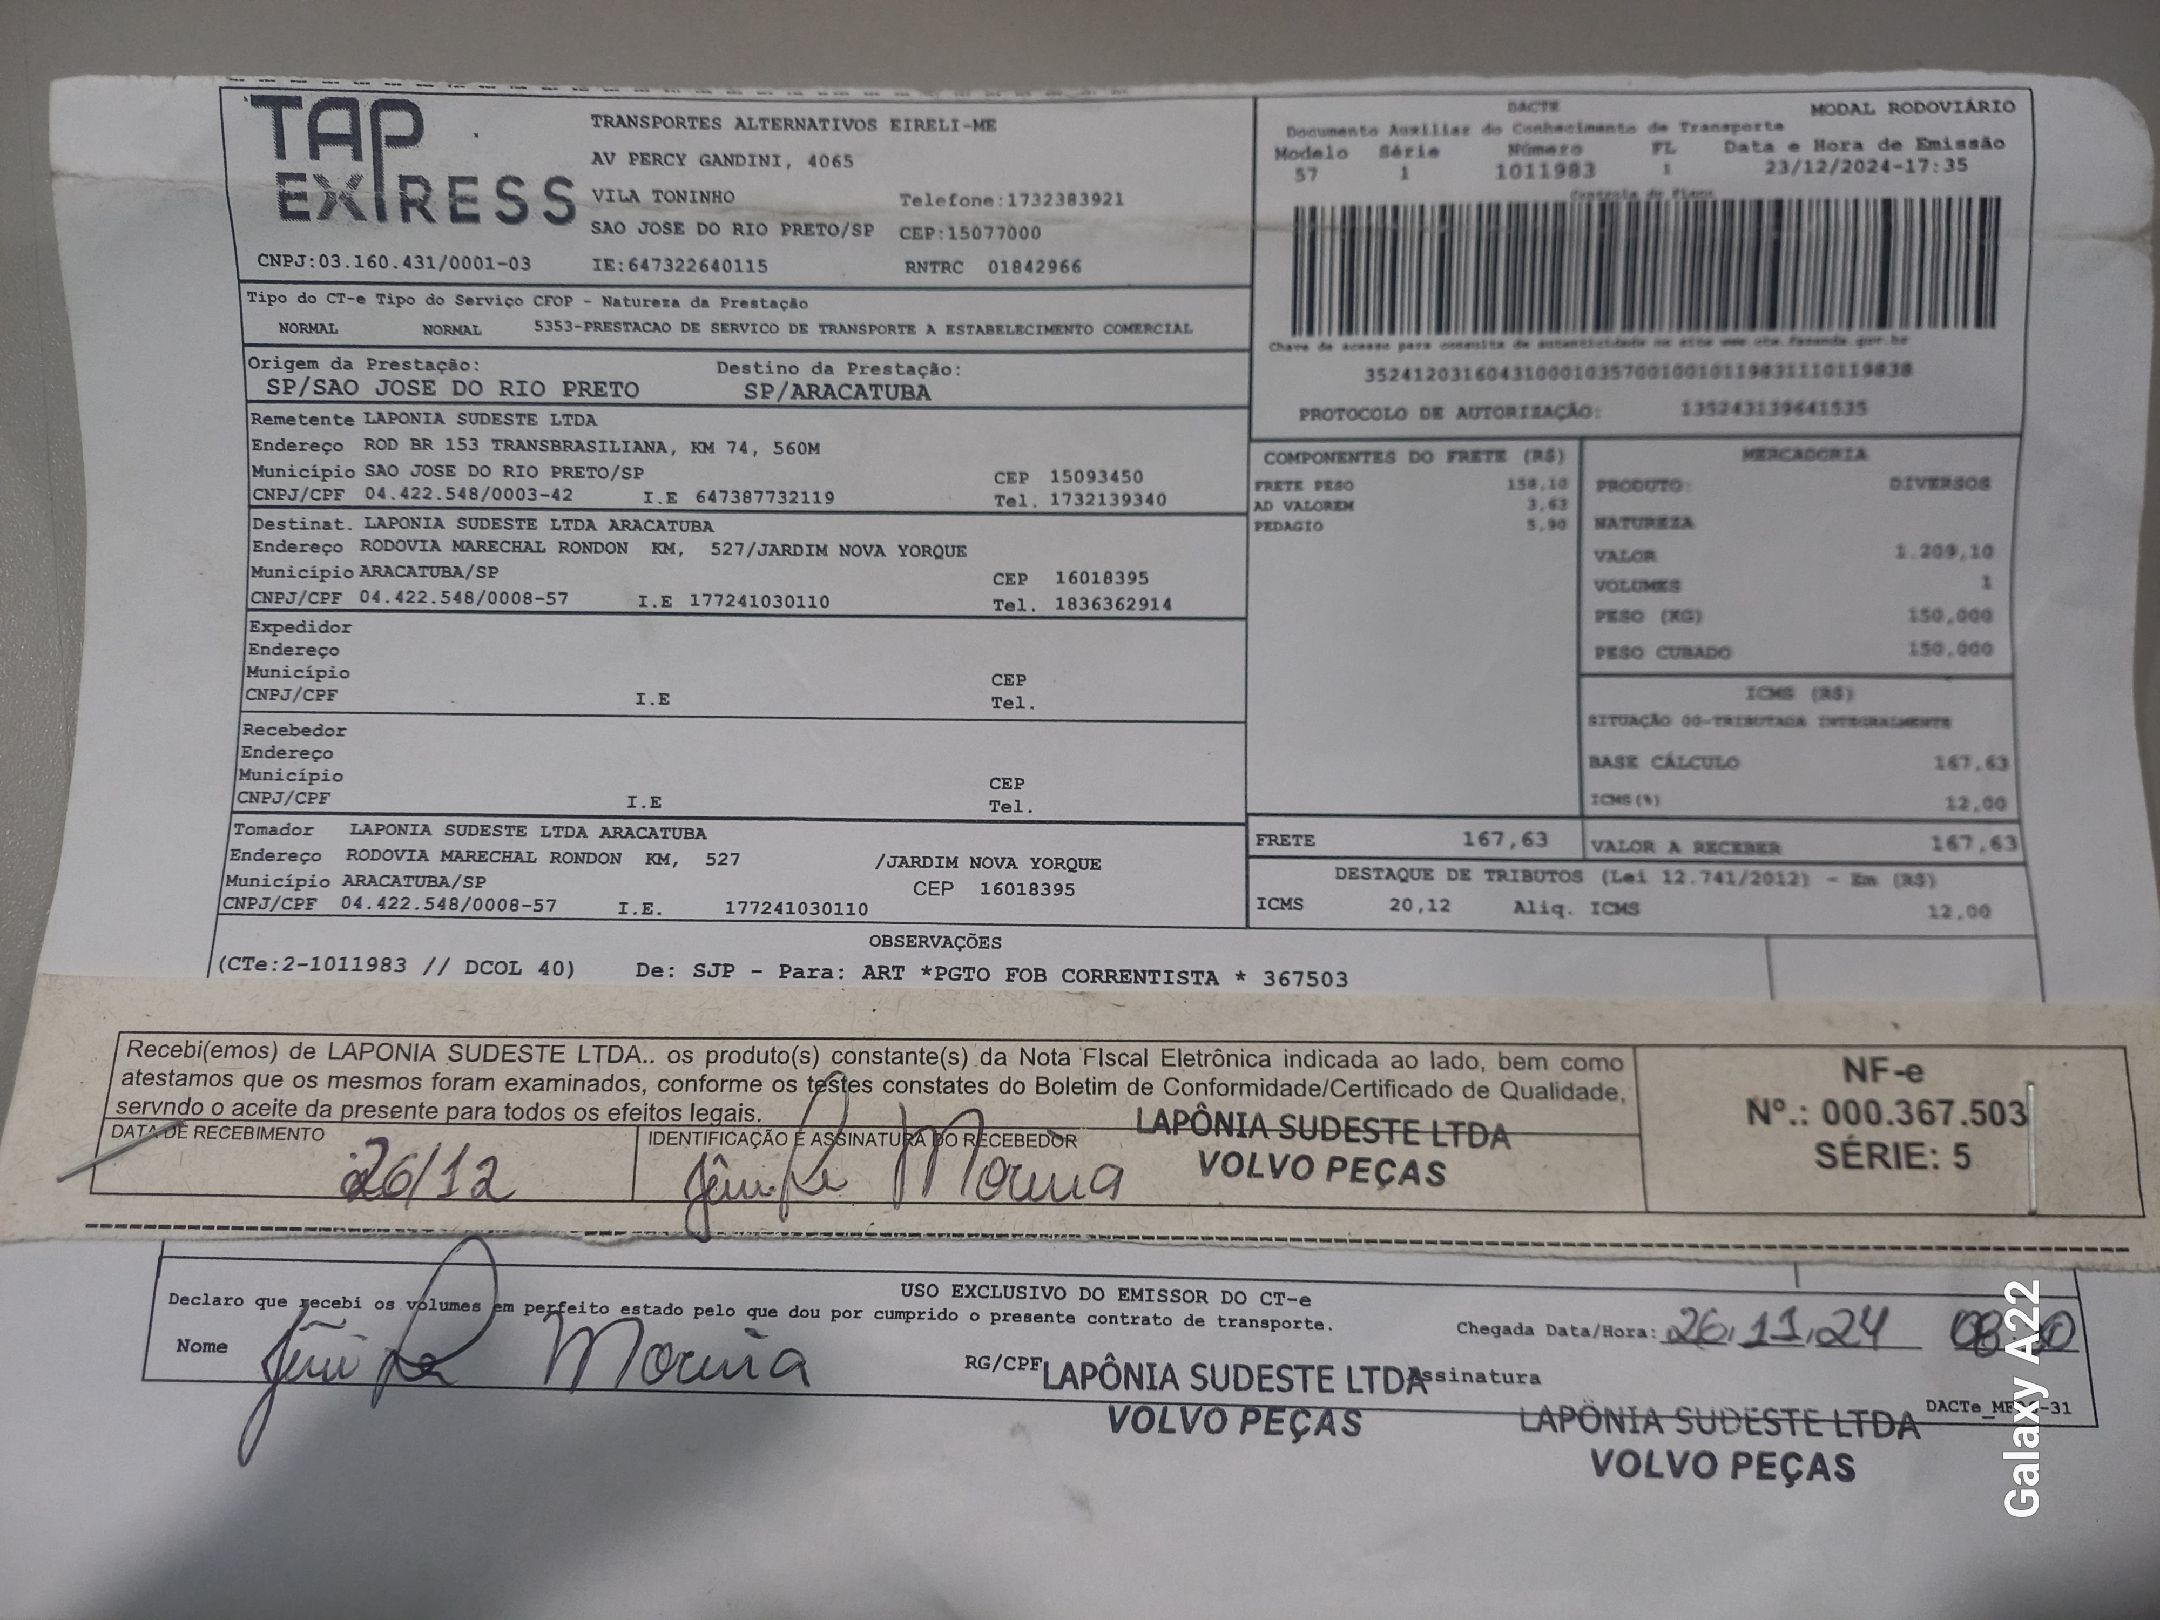 TAP EXPRESS
TRANSPORTES ALTERNATIVOS EIRELI-ME
AV PERCY GANDINI, 4065
VILA TONINHO Telefone:1732383921
SAO JOSE DO RIO PRETO/SP CEP:15077000
CNPJ:03.160.431/0001-03 IE:647322640115 RNTRC 01842966
DACTE MODAL RODOVIÁRIO
Documento Auxiliar do Conhecimento de Transporte
Modelo Série Número FL Data e Hora de Emissão
57 1 1011983 1 23/12/2024-17:35
Controle do Fisco
Chave de acesso para consulta de autenticidade no site www.cte.fazenda.gov.br
PROTOCOLO DE AUTORIZAÇÃO: 135243139641535
Tipo do CT-e Tipo do Serviço CFOP - Natureza da Prestação
NORMAL NORMAL 5353-PRESTACAO DE SERVICO DE TRANSPORTE A ESTABELECIMENTO COMERCIAL
Origem da Prestação: Destino da Prestação:
SP/SAO JOSE DO RIO PRETO SP/ARACATUBA
Remetente LAPONIA SUDESTE LTDA
Endereço ROD BR 153 TRANSBRASILIANA, KM 74, 560M
Município SAO JOSE DO RIO PRETO/SP CEP 15093450
CNPJ/CPF 04.422.548/0003-42 I.E 647387732119 Tel. 1732139340
Destinat. LAPONIA SUDESTE LTDA ARACATUBA
Endereço RODOVIA MARECHAL RONDON KM, 527/JARDIM NOVA YORQUE
Município ARACATUBA/SP CEP 16018395
CNPJ/CPF 04.422.548/0008-57 I.E 177241030110 Tel. 1836362914
Expedidor
Endereço
Município CEP
CNPJ/CPF I.E Tel.
Recebedor
Endereço
Município CEP
CNPJ/CPF I.E Tel.
Tomador LAPONIA SUDESTE LTDA ARACATUBA
Endereço RODOVIA MARECHAL RONDON KM, 527 /JARDIM NOVA YORQUE
Município ARACATUBA/SP CEP 16018395
CNPJ/CPF 04.422.548/0008-57 I.E. 177241030110
COMPONENTES DO FRETE (R$)
FRETE PESO 158,10
AD VALOREM 3,63
PEDAGIO 5,90
MERCADORIA
PRODUTO: DIVERSOS
NATUREZA
VALOR 1.209,10
VOLUMES 1
PESO (KG) 150,000
PESO CUBADO 150,000
ICMS (R$)
SITUAÇÃO 00-TRIBUTADA INTEGRALMENTE
BASE CÁLCULO 167,63
ICMS(%) 12,00
FRETE 167,63 VALOR A RECEBER 167,63
DESTAQUE DE TRIBUTOS (Lei 12.741/2012) - Em (R$)
ICMS 20,12 Aliq. ICMS 12,00
OBSERVAÇÕES
(CTe:2-1011983 // DCOL 40) De: SJP - Para: ART *PGTO FOB CORRENTISTA * 367503
Recebi(emos) de LAPONIA SUDESTE LTDA.. os produto(s) constante(s) da Nota FIscal Eletrônica indicada ao lado, bem como
atestamos que os mesmos foram examinados, conforme os testes constates do Boletim de Conformidade/Certificado de Qualidade,
servndo o aceite da presente para todos os efeitos legais.
DATA DE RECEBIMENTO IDENTIFICAÇÃO E ASSINATURA DO RECEBEDOR
26/12
LAPÔNIA SUDESTE LTDA
VOLVO PEÇAS
NF-e
Nº.: 000.367.503
SÉRIE: 5
USO EXCLUSIVO DO EMISSOR DO CT-e
Declaro que recebi os volumes em perfeito estado pelo que dou por cumprido o presente contrato de transporte.
Chegada Data/Hora: 26,11,24
Nome RG/CPF Assinatura
LAPÔNIA SUDESTE LTDA
VOLVO PEÇAS
LAPÔNIA SUDESTE LTDA
VOLVO PEÇAS
Galaxy A22